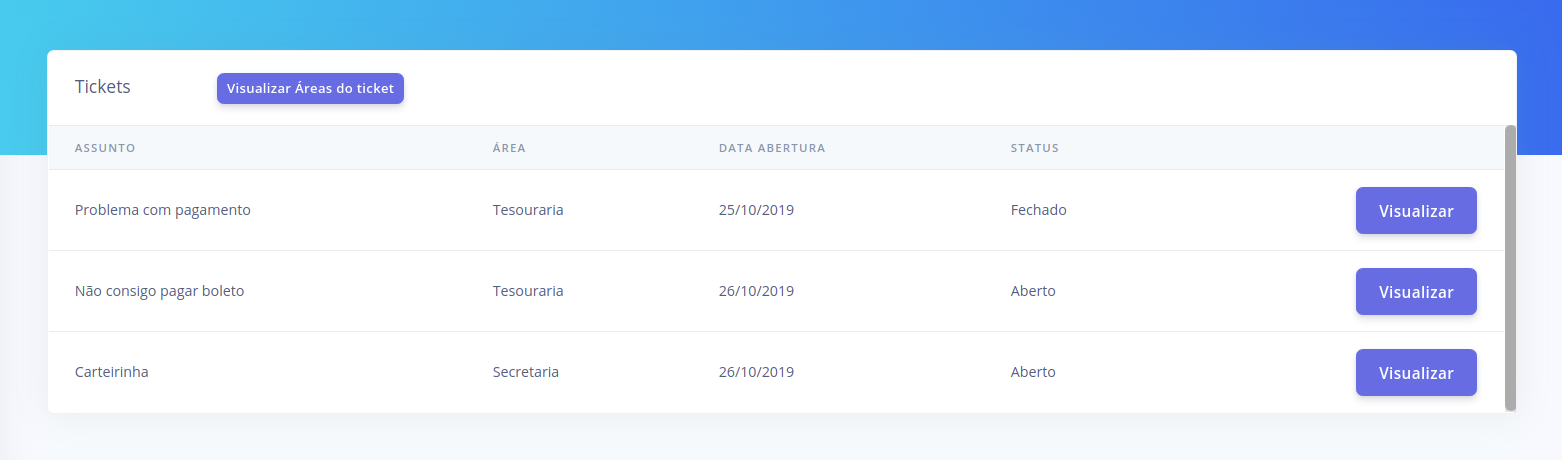 Tickets Visualizar Áreas do ticket
ASSUNTO ÁREA DATA ABERTURA STATUS
Problema com pagamento Tesouraria 25/10/2019 Fechado Visualizar
Não consigo pagar boleto Tesouraria 26/10/2019 Aberto Visualizar
Carteirinha Secretaria 26/10/2019 Aberto Visualizar